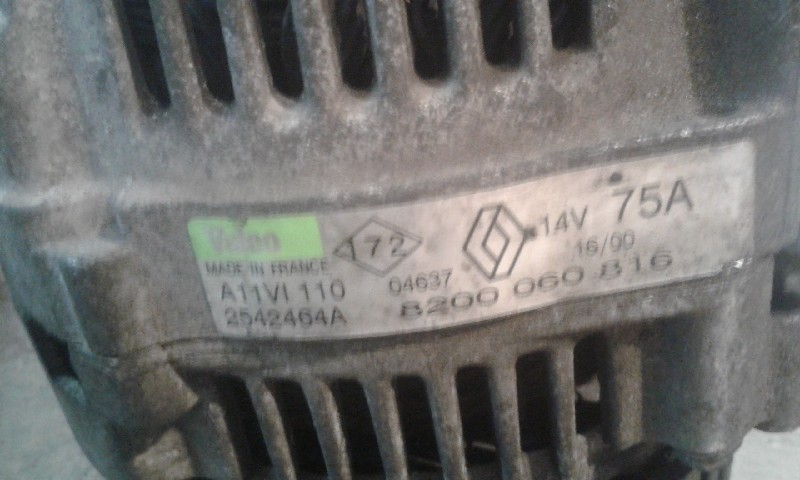 Valeo
MADE IN FRANCE
A11VI 110
2542464A
172
04637
14V 75A
16/00
8200 060 816